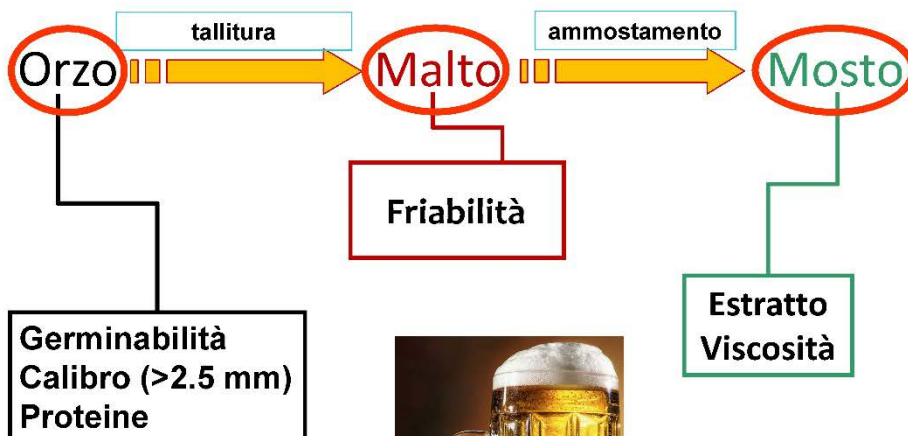 tallitura
ammostamento
Orzo
Malto
Mosto
Friabilità
Estratto
Viscosità
Germinabilità
Calibro (>2.5 mm)
Proteine